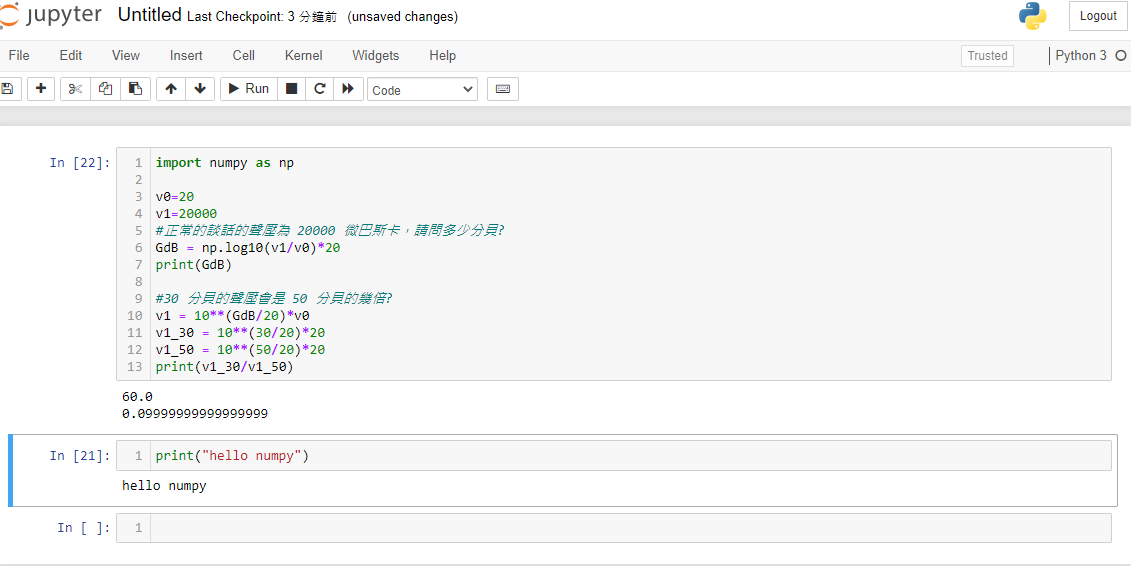 jupyter Untitled Last Checkpoint: 3 分鐘前 (unsaved changes) Logout
File Edit View Insert Cell Kernel Widgets Help Trusted Python 3
Run Code
In [22]:
1 import numpy as np
2
3 v0=20
4 v1=20000
5 #正常的談話的聲壓為 20000 微巴斯卡，請問多少分貝?
6 GdB = np.log10(v1/v0)*20
7 print(GdB)
8
9 #30 分貝的聲壓會是 50 分貝的幾倍?
10 v1 = 10**(GdB/20)*v0
11 v1_30 = 10**(30/20)*20
12 v1_50 = 10**(50/20)*20
13 print(v1_30/v1_50)
60.0
0.09999999999999999
In [21]: 1 print("hello numpy")
hello numpy
In [ ]: 1